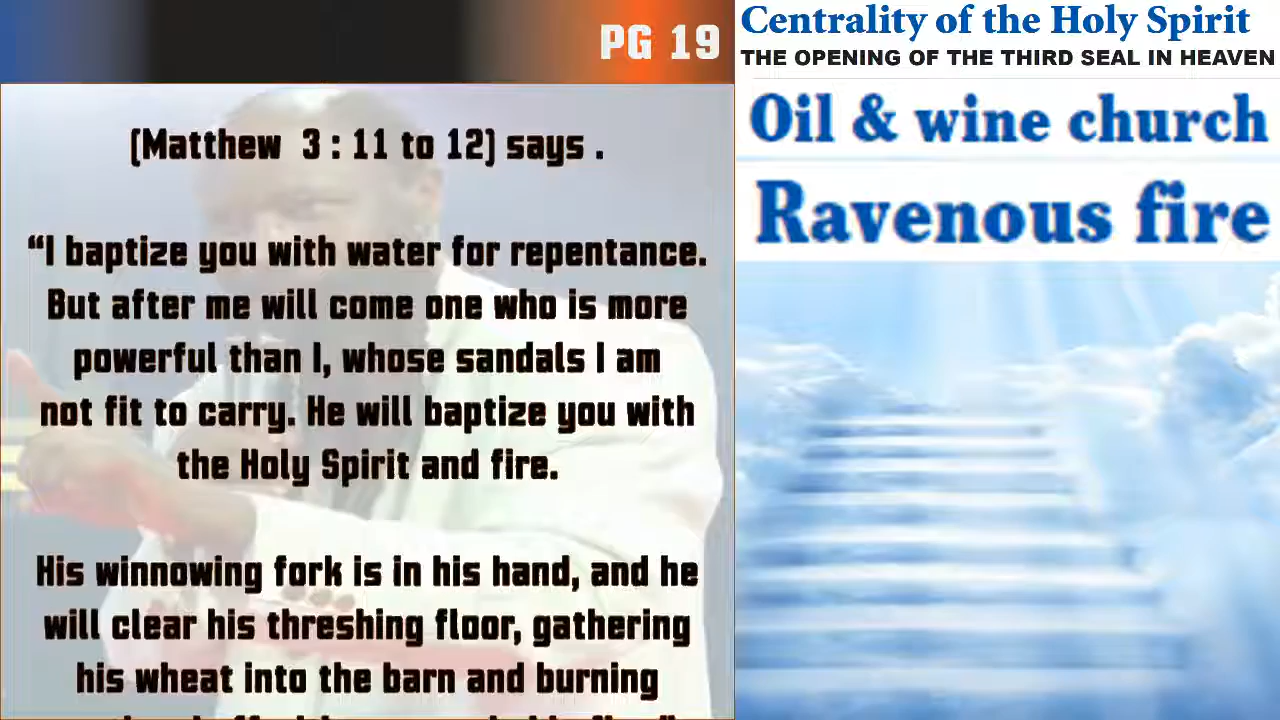 PG 19
(Matthew 3 : 11 to 12) says .
“I baptize you with water for repentance.
But after me will come one who is more
powerful than I, whose sandals I am
not fit to carry. He will baptize you with
the Holy Spirit and fire.
His winnowing fork is in his hand, and he
will clear his threshing floor, gathering
his wheat into the barn and burning
Centrality of the Holy Spirit
THE OPENING OF THE THIRD SEAL IN HEAVEN
Oil & wine church
Ravenous fire